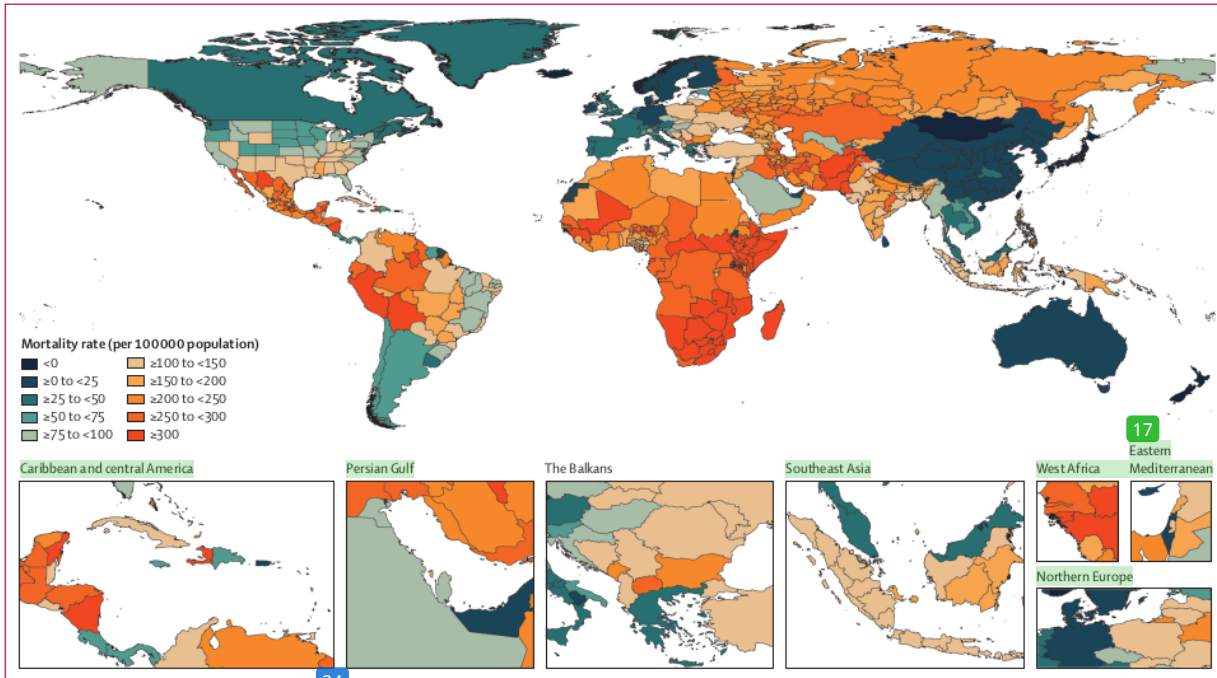 Mortality rate (per 100 000 population)
<0
≥0 to <25
≥25 to <50
≥50 to <75
≥75 to <100
≥100 to <150
≥150 to <200
≥200 to <250
≥250 to <300
≥300
17
Caribbean and central America
Persian Gulf
The Balkans
Southeast Asia
West Africa
Eastern
Mediterranean
Northern Europe